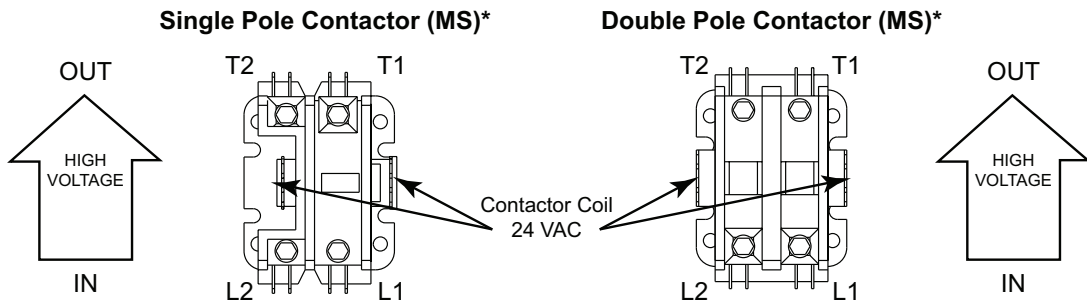 Single Pole Contactor (MS)*
Double Pole Contactor (MS)*
OUT
T2
T1
T2
T1
OUT
HIGH
VOLTAGE
HIGH
VOLTAGE
Contactor Coil
24 VAC
IN
L2
L1
L2
L1
IN